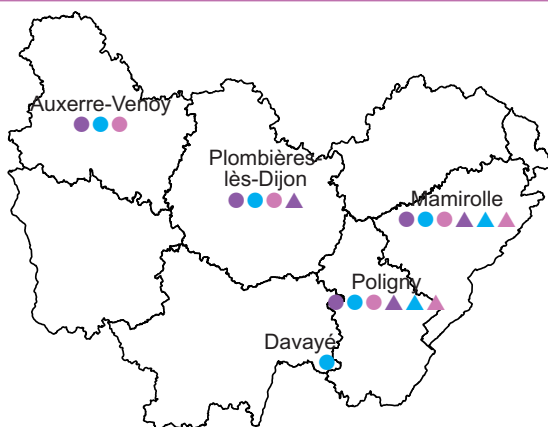 Auxerre-Venoy
Plombières-
lès-Dijon
Mamirolle
Poligny
Davayé